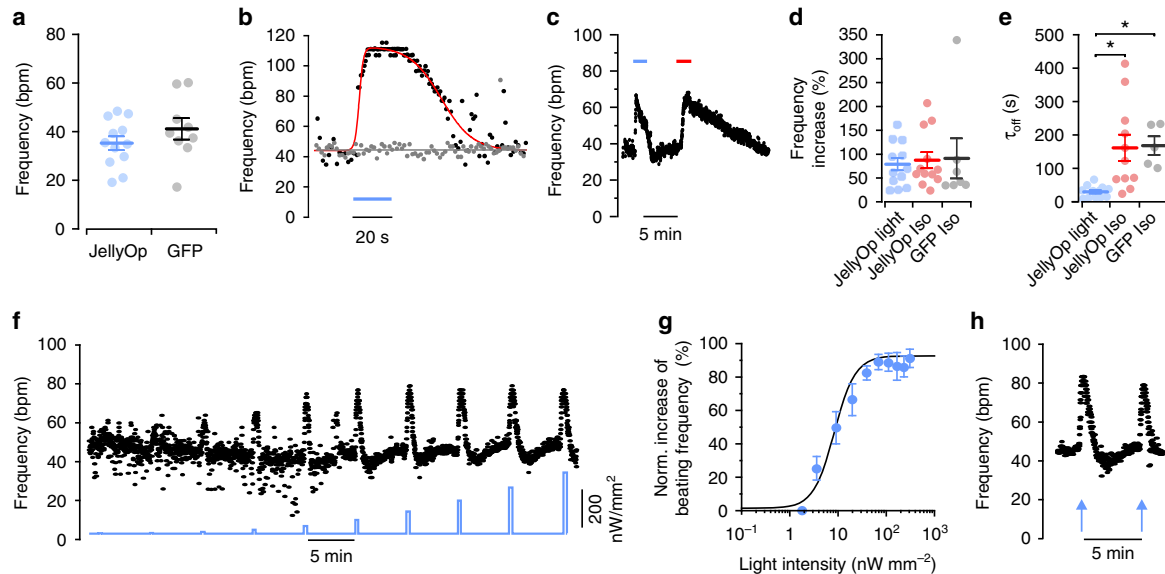 a
Frequency (bpm)
80
60
40
20
0
JellyOp
GFP
b
Frequency (bpm)
120
100
80
60
40
20
0
20 s
c
Frequency (bpm)
100
80
60
40
20
0
5 min
d
Frequency
increase (%)
350
300
250
200
150
100
50
0
JellyOp light
JellyOp Iso
GFP Iso
e
τoff (s)
500
400
300
200
100
0
*
*
JellyOp light
JellyOp Iso
GFP Iso
f
Frequency (bpm)
100
80
60
40
20
0
5 min
200
nW/mm²
g
Norm. increase of
beating frequency (%)
100
80
60
40
20
0
10⁻¹
1
10
10²
10³
Light intensity (nW mm⁻²)
h
Frequency (bpm)
100
80
60
40
20
0
5 min